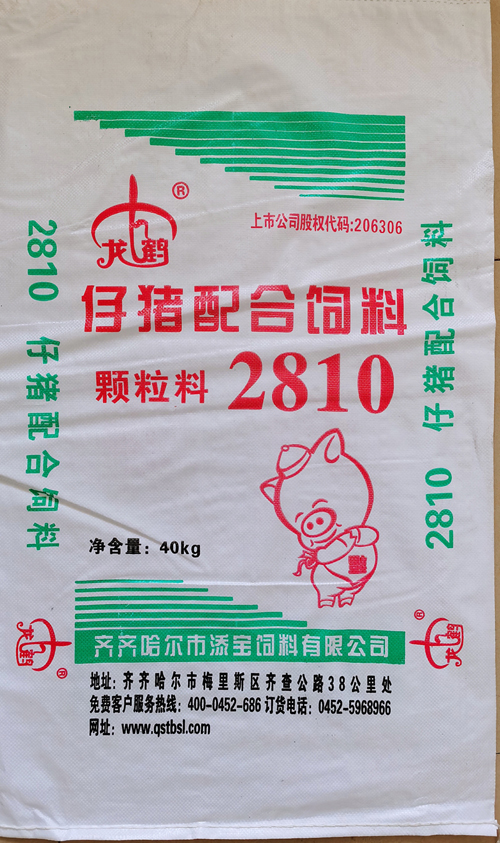 龙鹤®
上市公司股权代码:206306
仔猪配合饲料
颗粒料 2810
2810 仔猪配合饲料
2810 仔猪配合饲料
净含量：40kg
龙鹤®
龙鹤®
齐齐哈尔市添宝饲料有限公司
地址：齐齐哈尔市梅里斯区齐查公路38公里处
免费客户服务热线：400-0452-686 订货电话：0452-5968966
网址：www.qstbsl.com